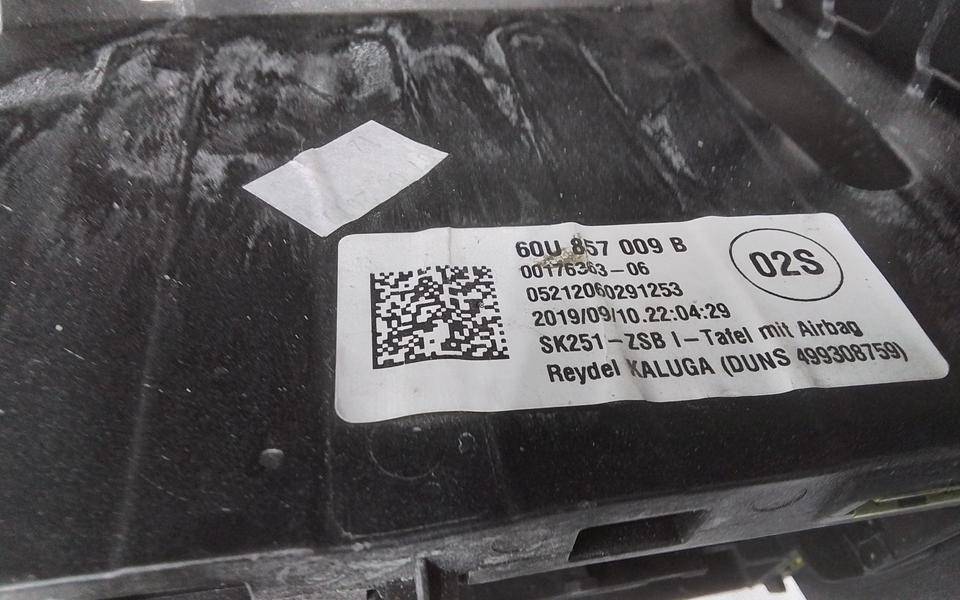 60U 857 009 B
00176363-06
05212060291253
2019/09/10.22:04:29
SK251-ZSB I-Tafel mit Airbag
Reydel KALUGA (DUNS 499308759)
02S